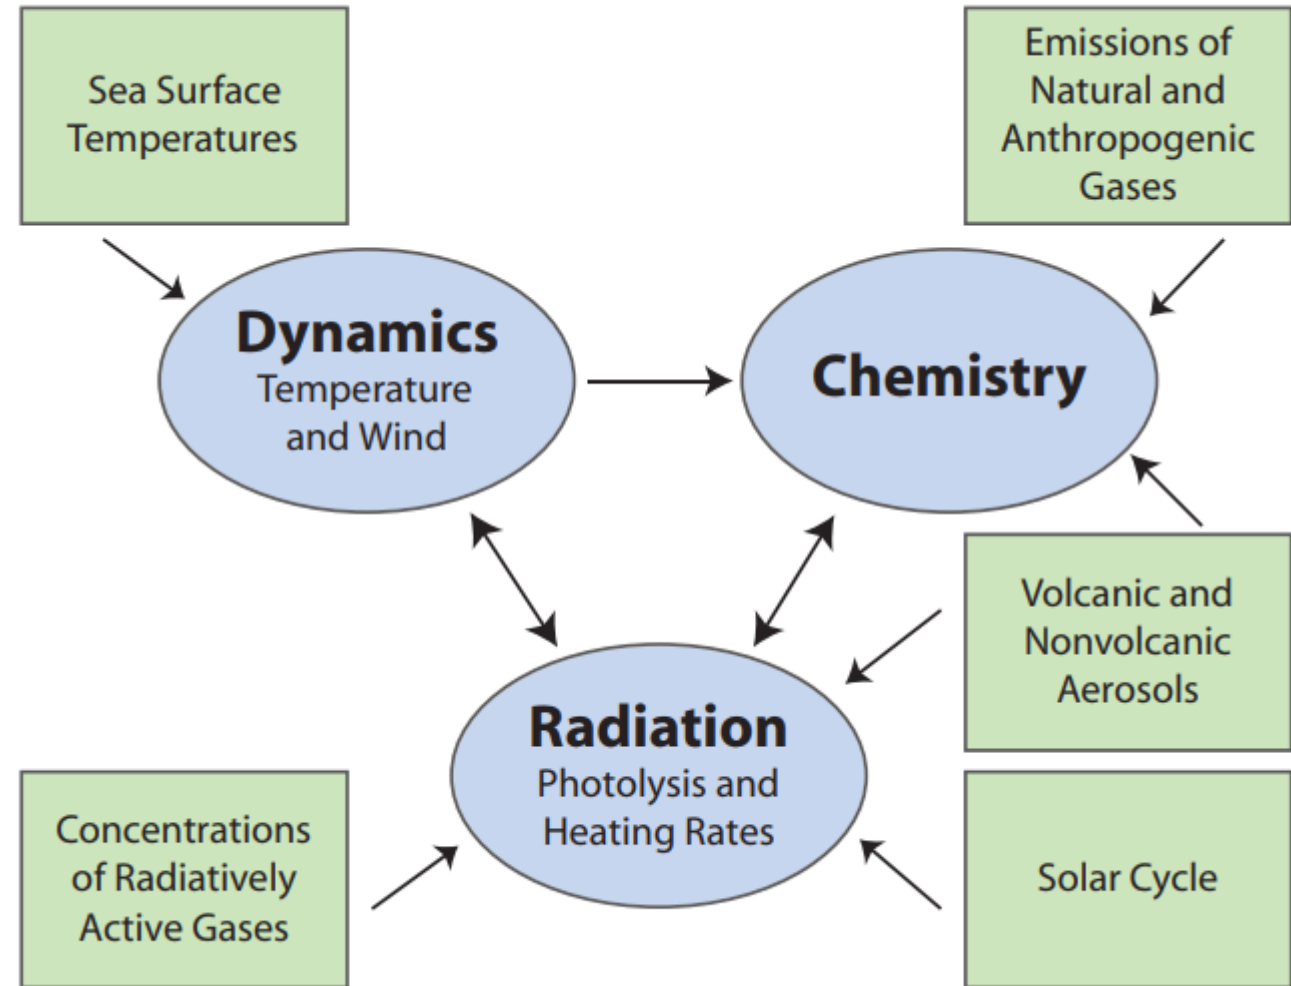 Sea Surface
Temperatures
Emissions of
Natural and
Anthropogenic
Gases
Dynamics
Temperature
and Wind
Chemistry
Volcanic and
Nonvolcanic
Aerosols
Radiation
Photolysis and
Heating Rates
Concentrations
of Radiatively
Active Gases
Solar Cycle